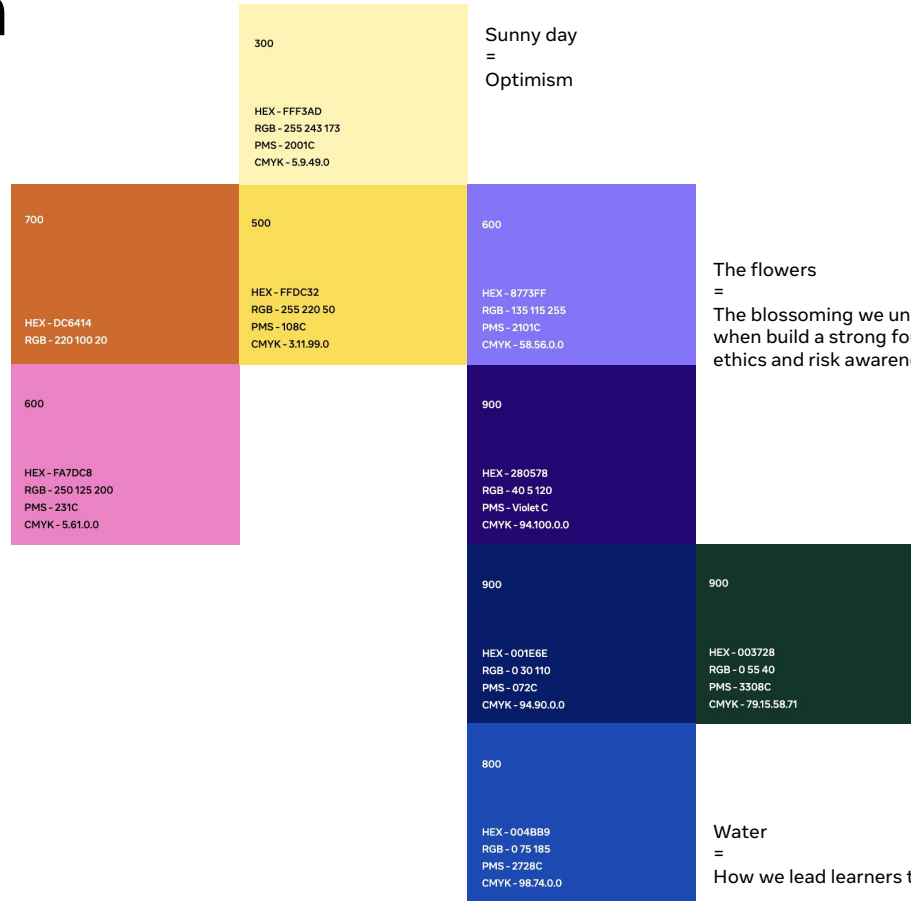 300
HEX - FFF3AD
RGB - 255 243 173
PMS - 2001C
CMYK - 5.9.49.0
Sunny day
=
Optimism
700
HEX - DC6414
RGB - 220 100 20
500
HEX - FFDC32
RGB - 255 220 50
PMS - 108C
CMYK - 3.11.99.0
600
HEX - 8773FF
RGB - 135 115 255
PMS - 2101C
CMYK - 58.56.0.0
The flowers
=
The blossoming we
when build a strong
ethics and risk
600
HEX - FA7DC8
RGB - 250 125 200
PMS - 231C
CMYK - 5.61.0.0
900
HEX - 280578
RGB - 40 5 120
PMS - Violet C
CMYK - 94.100.0.0
900
HEX - 001E6E
RGB - 0 30 110
PMS - 072C
CMYK - 94.90.0.0
900
HEX - 003728
RGB - 0 55 40
PMS - 3308C
CMYK - 79.15.58.71
800
HEX - 004BB9
RGB - 0 75 185
PMS - 2728C
CMYK - 98.74.0.0
Water
=
How we lead learners